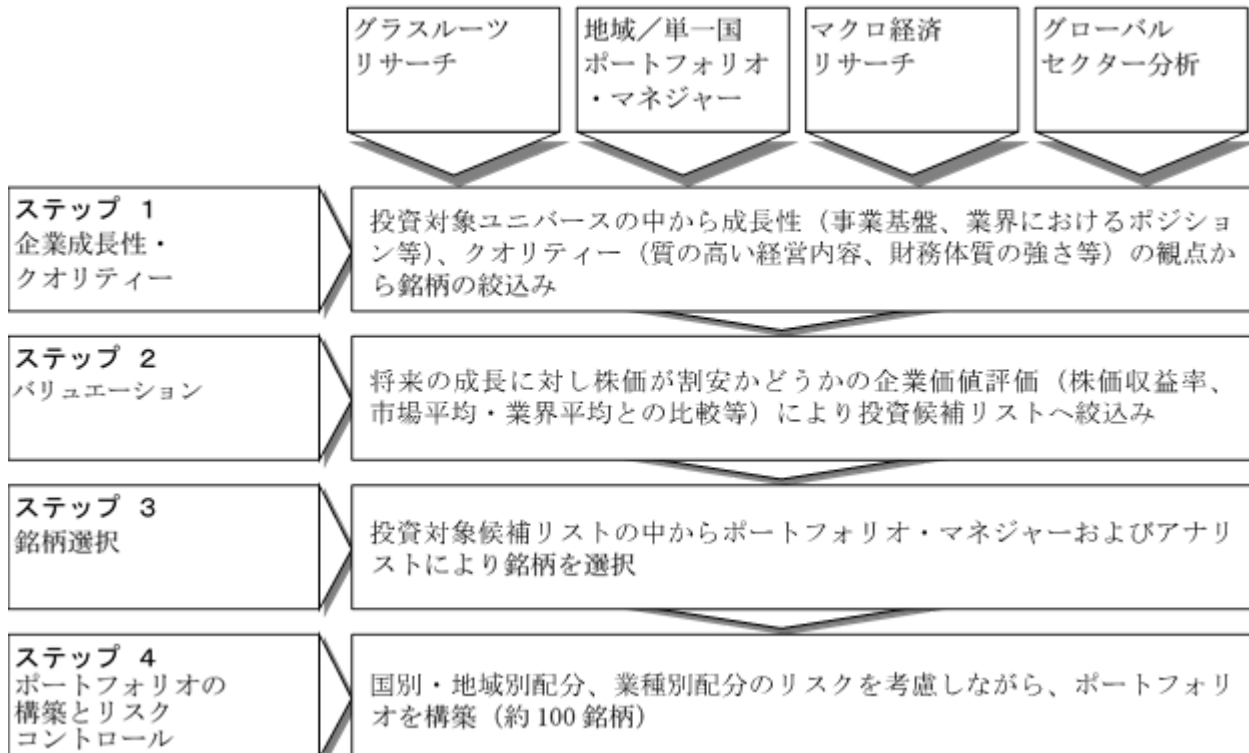 グラスルーツ
リサーチ
地域／単一国
ポートフォリオ
・マネジャー
マクロ経済
リサーチ
グローバル
セクター分析
ステップ 1
企業成長性・
クオリティー
投資対象ユニバースの中から成長性（事業基盤、業界におけるポジショ
ン等）、クオリティー（質の高い経営内容、財務体質の強さ等）の観点か
ら銘柄の絞込み
ステップ 2
バリュエーション
将来の成長に対し株価が割安かどうかの企業価値評価（株価収益率、
市場平均・業界平均との比較等）により投資候補リストへ絞込み
ステップ 3
銘柄選択
投資対象候補リストの中からポートフォリオ・マネジャーおよびアナリ
ストにより銘柄を選択
ステップ 4
ポートフォリオの
構築とリスク
コントロール
国別・地域別配分、業種別配分のリスクを考慮しながら、ポートフォリ
オを構築（約 100 銘柄）